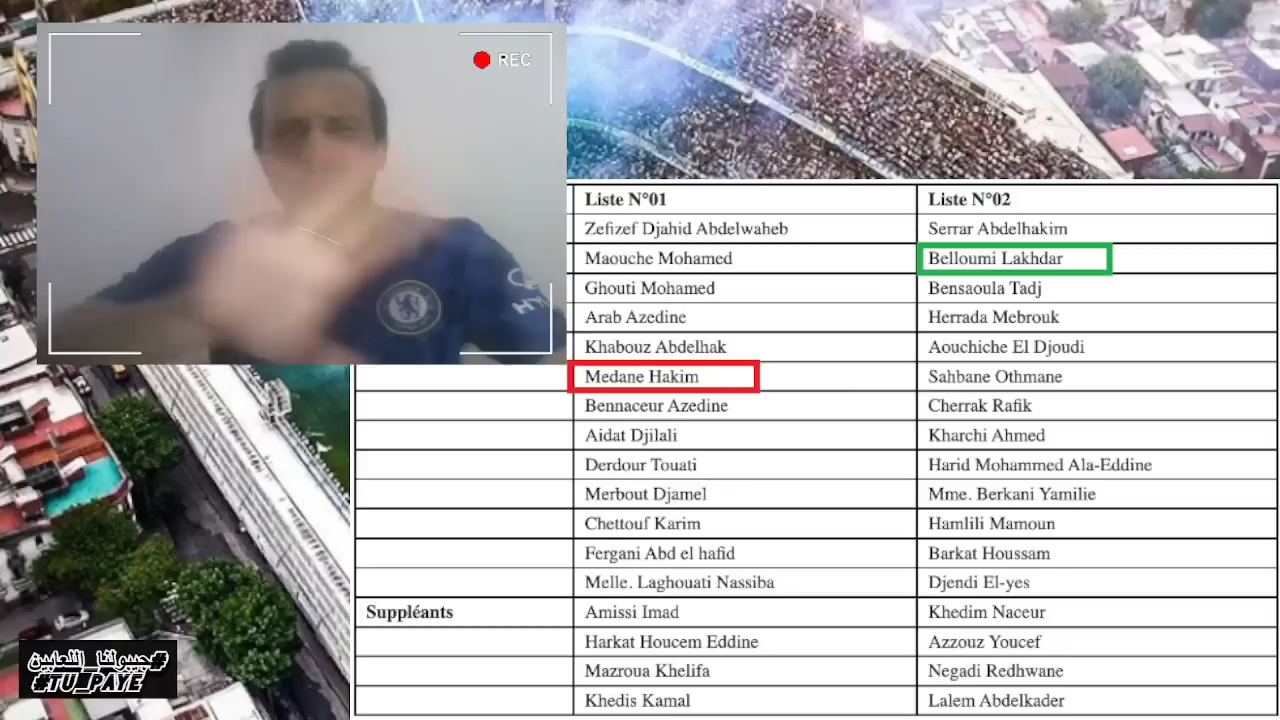 REC
Liste N°01 Liste N°02
Zefizef Djahid Abdelwaheb Serrar Abdelhakim
Maouche Mohamed Belloumi Lakhdar
Ghouti Mohamed Bensaoula Tadj
Arab Azedine Herrada Mebrouk
Khabouz Abdelhak Aouchiche El Djoudi
Medane Hakim Sahbane Othmane
Bennaceur Azedine Cherrak Rafik
Aidat Djilali Kharchi Ahmed
Derdour Touati Harid Mohammed Ala-Eddine
Merbout Djamel Mme. Berkani Yamilie
Chettouf Karim Hamlili Mamoun
Fergani Abd el hafid Barkat Houssam
Melle. Laghouati Nassiba Djendi El-yes
Suppléants Amissi Imad Khedim Naceur
Harkat Houcem Eddine Azzouz Youcef
Mazroua Khelifa Negadi Redhwane
Khedis Kamal Lalem Abdelkader
#جيبولنا_اللعابين
#TU_PAYE